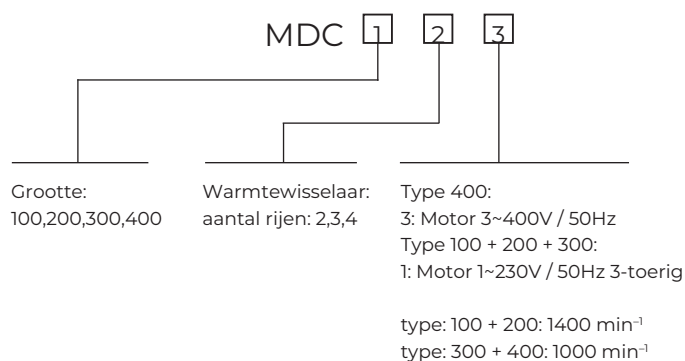 MDC 1 2 3
Grootte:
100,200,300,400
Warmtewisselaar:
aantal rijen: 2,3,4
Type 400:
3: Motor 3~400V / 50Hz
Type 100 + 200 + 300:
1: Motor 1~230V / 50Hz 3-toerig
type: 100 + 200: 1400 min⁻¹
type: 300 + 400: 1000 min⁻¹